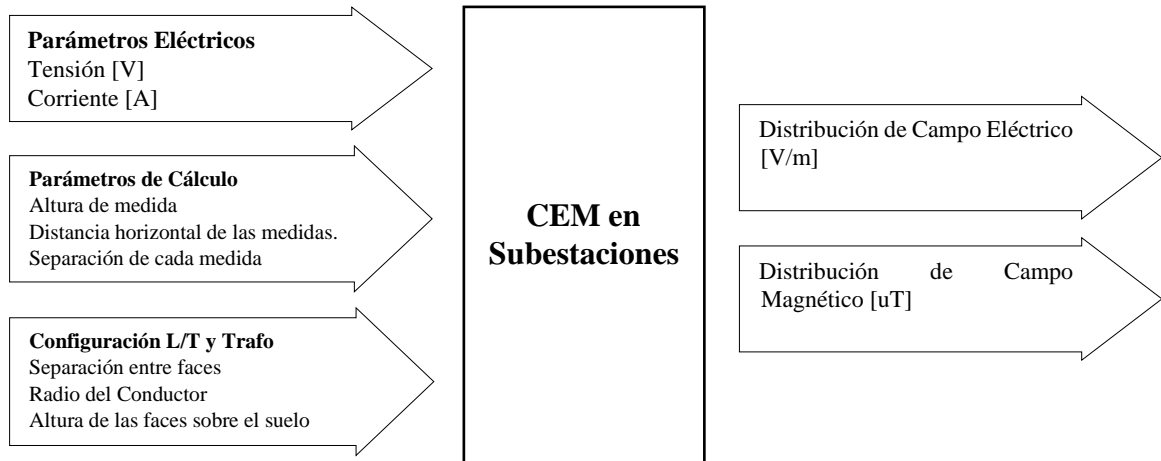 Parámetros Eléctricos
Tensión [V]
Corriente [A]
Parámetros de Cálculo
Altura de medida
Distancia horizontal de las medidas.
Separación de cada medida
Configuración L/T y Trafo
Separación entre faces
Radio del Conductor
Altura de las faces sobre el suelo
CEM en
Subestaciones
Distribución de Campo Eléctrico
[V/m]
Distribución de Campo
Magnético [uT]